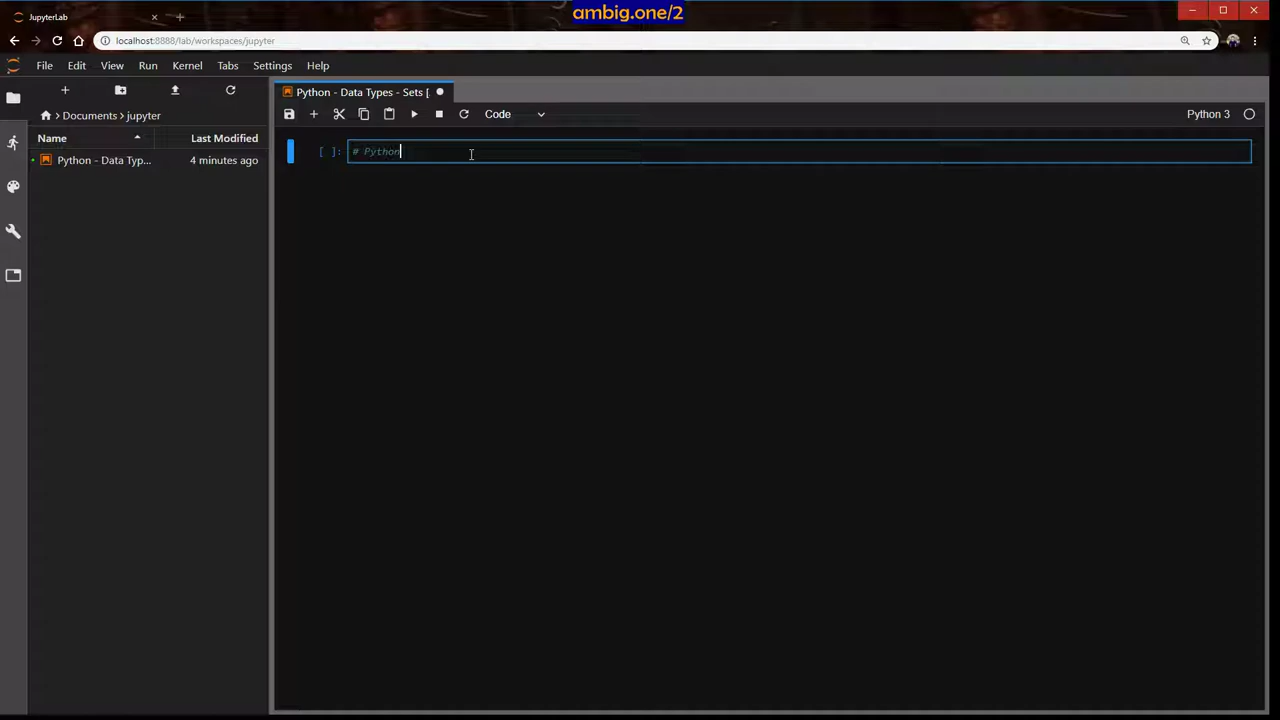 ambig.one/2
JupyterLab
localhost:8888/lab/workspaces/jupyter
File Edit View Run Kernel Tabs Settings Help
Python - Data Types - Sets [
Documents jupyter
Code
Python 3
Name Last Modified
Python - Data Typ... 4 minutes ago
[ ]: # Python